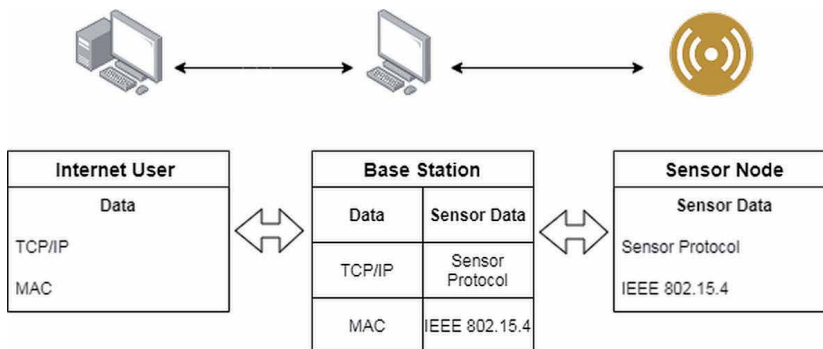 Internet User
Data
TCP/IP
MAC
Base Station
Data
Sensor Data
TCP/IP
Sensor
Protocol
MAC
IEEE 802.15.4
Sensor Node
Sensor Data
Sensor Protocol
IEEE 802.15.4